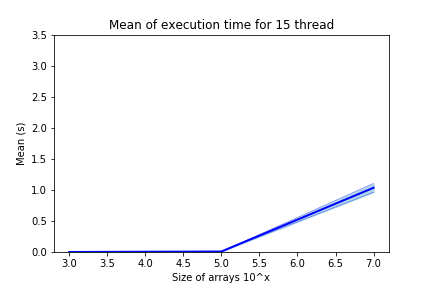 Mean of execution time for 15 thread
3.5
3.0
2.5
2.0
1.5
1.0
0.5
0.0
Mean (s)
3.0 3.5 4.0 4.5 5.0 5.5 6.0 6.5 7.0
Size of arrays 10^x